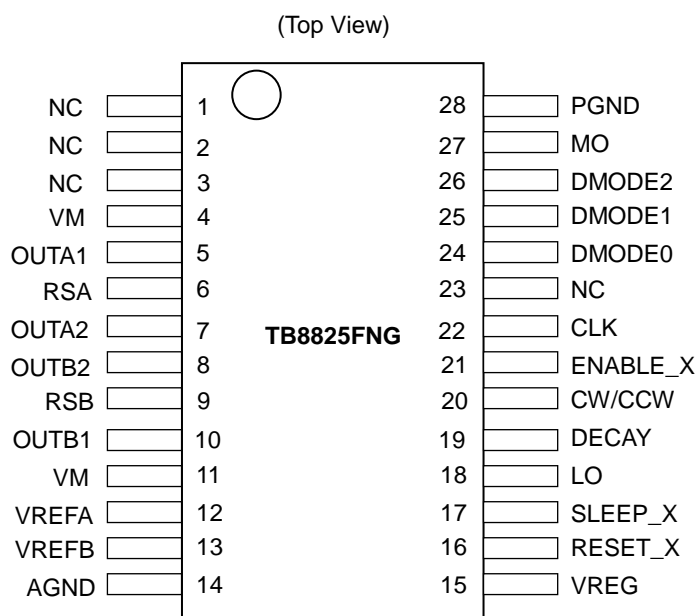 (Top View)
NC 1 28 PGND
NC 2 27 MO
NC 3 26 DMODE2
VM 4 25 DMODE1
OUTA1 5 24 DMODE0
RSA 6 23 NC
OUTA2 7 TB8825FNG 22 CLK
OUTB2 8 21 ENABLE_X
RSB 9 20 CW/CCW
OUTB1 10 19 DECAY
VM 11 18 LO
VREFA 12 17 SLEEP_X
VREFB 13 16 RESET_X
AGND 14 15 VREG